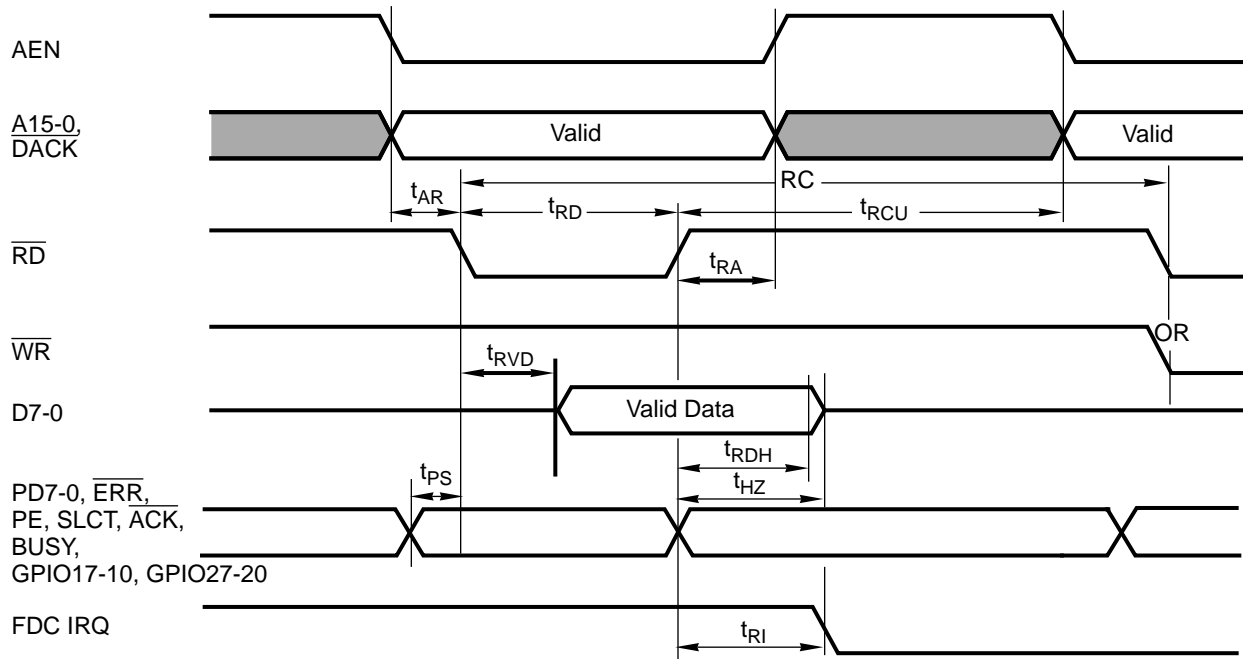 AEN
A15-0,
DACK
Valid
Valid
RC
tAR
tRD
tRCU
RD
tRA
WR
OR
tRVD
D7-0
Valid Data
tRDH
tPS
tHZ
PD7-0, ERR,
PE, SLCT, ACK,
BUSY,
GPIO17-10, GPIO27-20
FDC IRQ
tRI